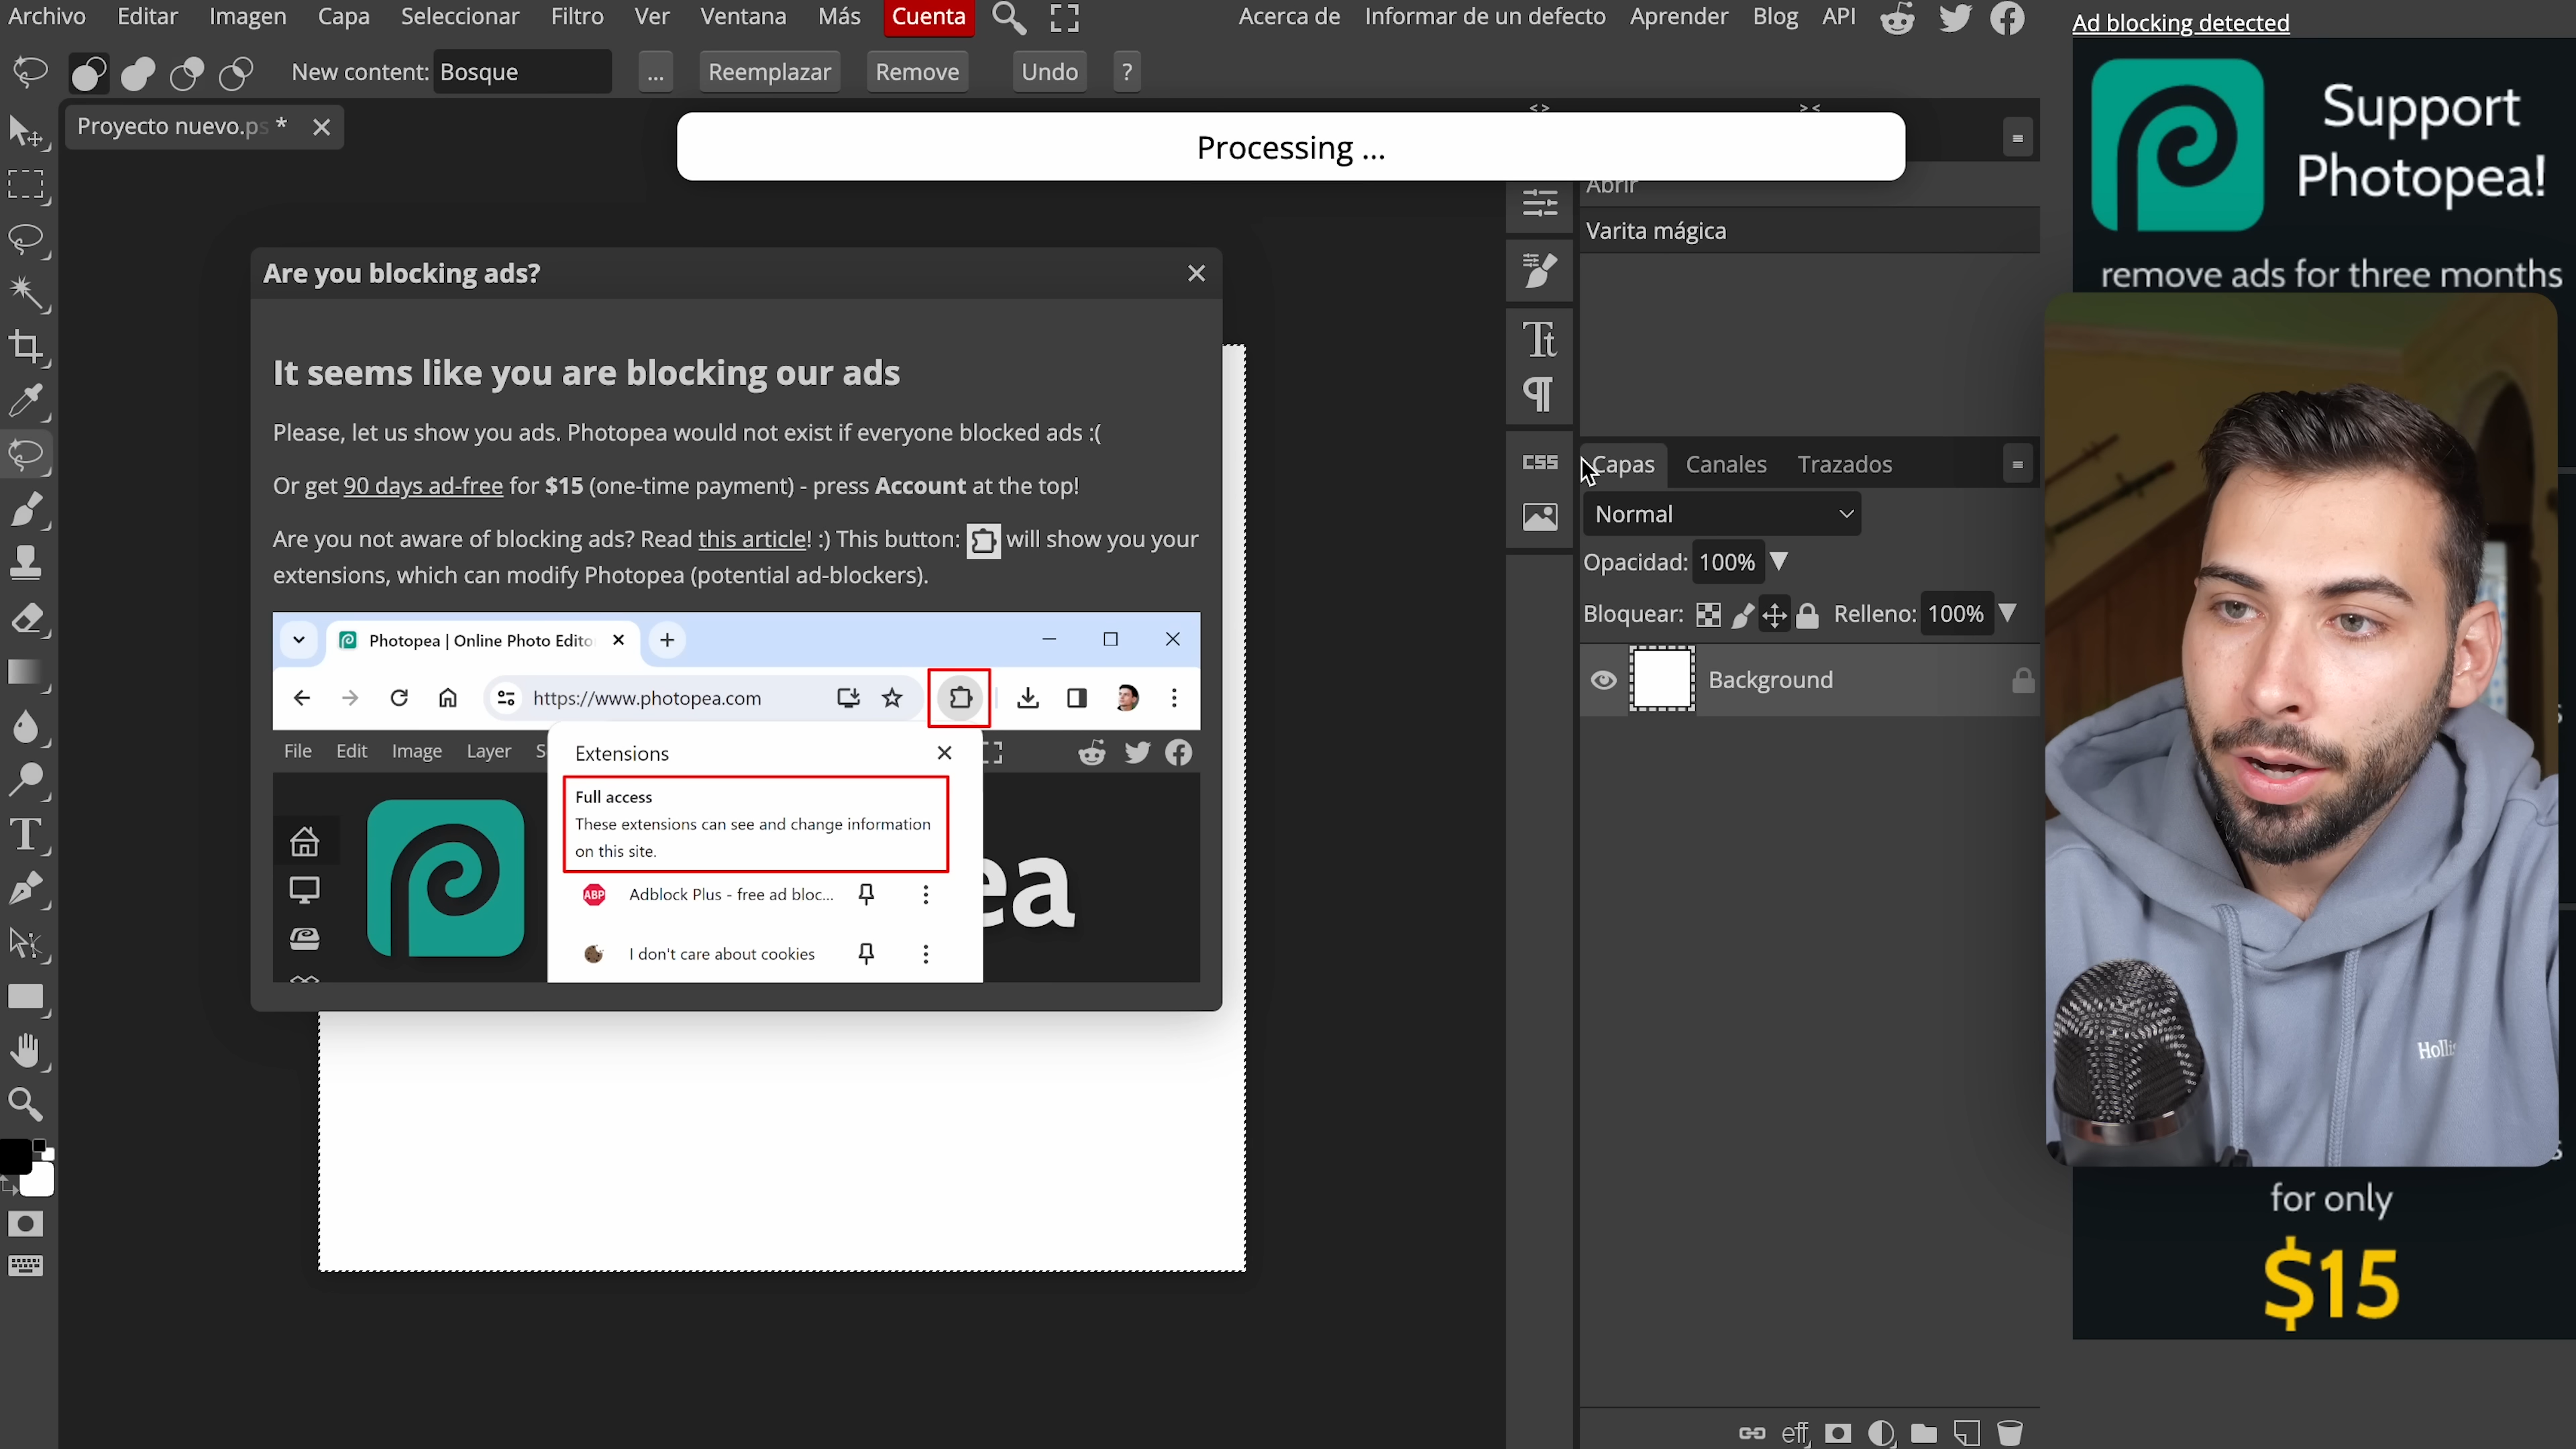 Archivo Editar Imagen Capa Seleccionar Filtro Ver Ventana Más Cuenta Acerca de Informar de un defecto Aprender Blog API
Ad blocking detected
New content: Bosque ... Reemplazar Remove Undo ?
Proyecto nuevo.ps *
Processing ...
Support
Photopea!
remove ads for three months
Abrir
Varita mágica
Are you blocking ads?
It seems like you are blocking our ads
Please, let us show you ads. Photopea would not exist if everyone blocked ads :(
Or get 90 days ad-free for $15 (one-time payment) - press Account at the top!
Are you not aware of blocking ads? Read this article! :) This button: will show you your
extensions, which can modify Photopea (potential ad-blockers).
Photopea | Online Photo Edito
https://www.photopea.com
File Edit Image Layer S
Extensions
Full access
These extensions can see and change information
on this site.
ABP Adblock Plus - free ad bloc...
I don't care about cookies
ea
Tt
CSS
Capas Canales Trazados
Normal
Opacidad: 100%
Bloquear: Relleno: 100%
Background
eff
T
Hollis
for only
$15